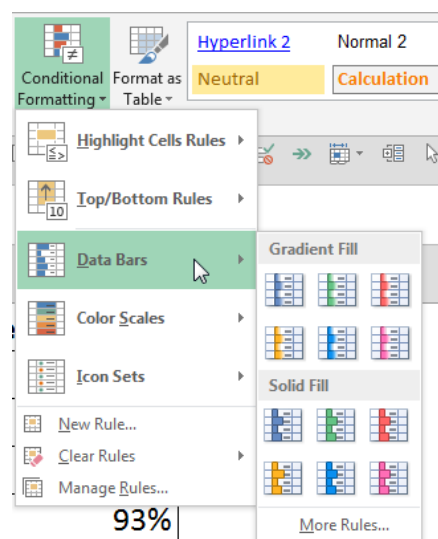 Hyperlink 2 Normal 2
Conditional Formatting Format as Table Neutral Calculation
Highlight Cells Rules
10
Top/Bottom Rules
Data Bars
Gradient Fill
Color Scales
Icon Sets
Solid Fill
New Rule...
Clear Rules
Manage Rules...
93%
More Rules...